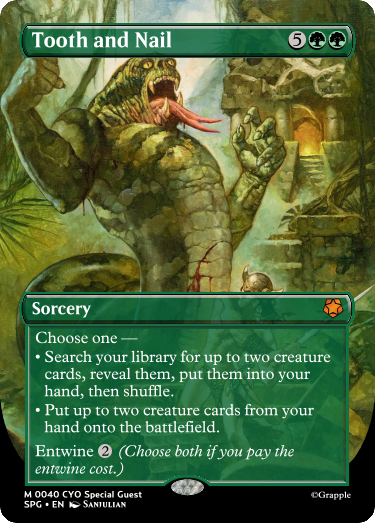 Tooth and Nail 5
Sorcery
Choose one —
• Search your library for up to two creature
cards, reveal them, put them into your
hand, then shuffle.
• Put up to two creature cards from your
hand onto the battlefield.
Entwine 2 (Choose both if you pay the
entwine cost.)
M 0040 CYO Special Guest
SPG • EN Sanjulian
©Grapple